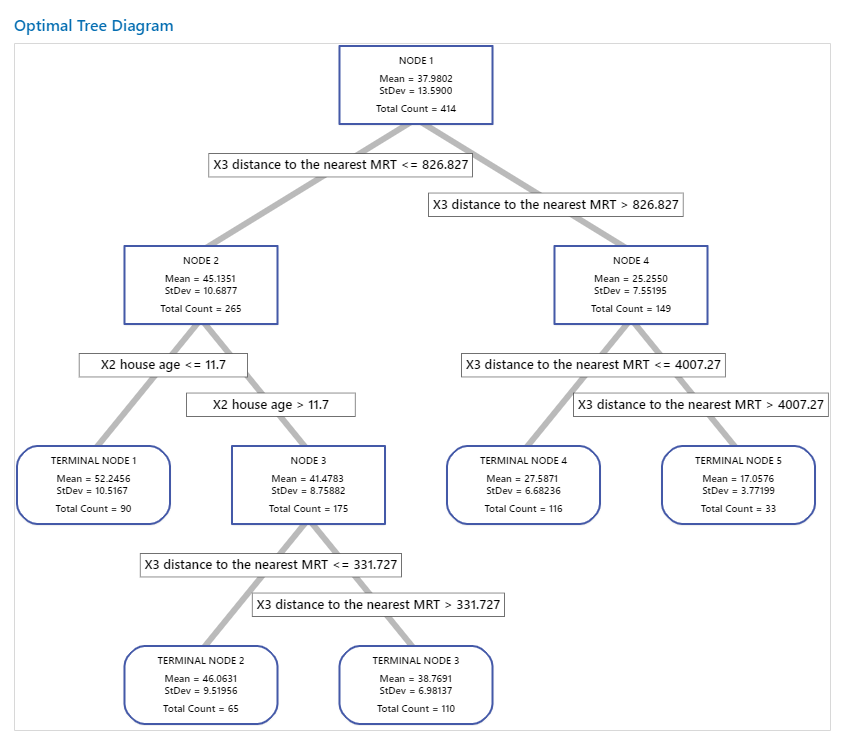 Optimal Tree Diagram
NODE 1
Mean = 37.9802
StDev = 13.5900
Total Count = 414
X3 distance to the nearest MRT <= 826.827
X3 distance to the nearest MRT > 826.827
NODE 2
Mean = 45.1351
StDev = 10.6877
Total Count = 265
NODE 4
Mean = 25.2550
StDev = 7.55195
Total Count = 149
X2 house age <= 11.7
X2 house age > 11.7
X3 distance to the nearest MRT <= 4007.27
X3 distance to the nearest MRT > 4007.27
TERMINAL NODE 1
Mean = 52.2456
StDev = 10.5167
Total Count = 90
NODE 3
Mean = 41.4783
StDev = 8.75882
Total Count = 175
TERMINAL NODE 4
Mean = 27.5871
StDev = 6.68236
Total Count = 116
TERMINAL NODE 5
Mean = 17.0576
StDev = 3.77199
Total Count = 33
X3 distance to the nearest MRT <= 331.727
X3 distance to the nearest MRT > 331.727
TERMINAL NODE 2
Mean = 46.0631
StDev = 9.51956
Total Count = 65
TERMINAL NODE 3
Mean = 38.7691
StDev = 6.98137
Total Count = 110